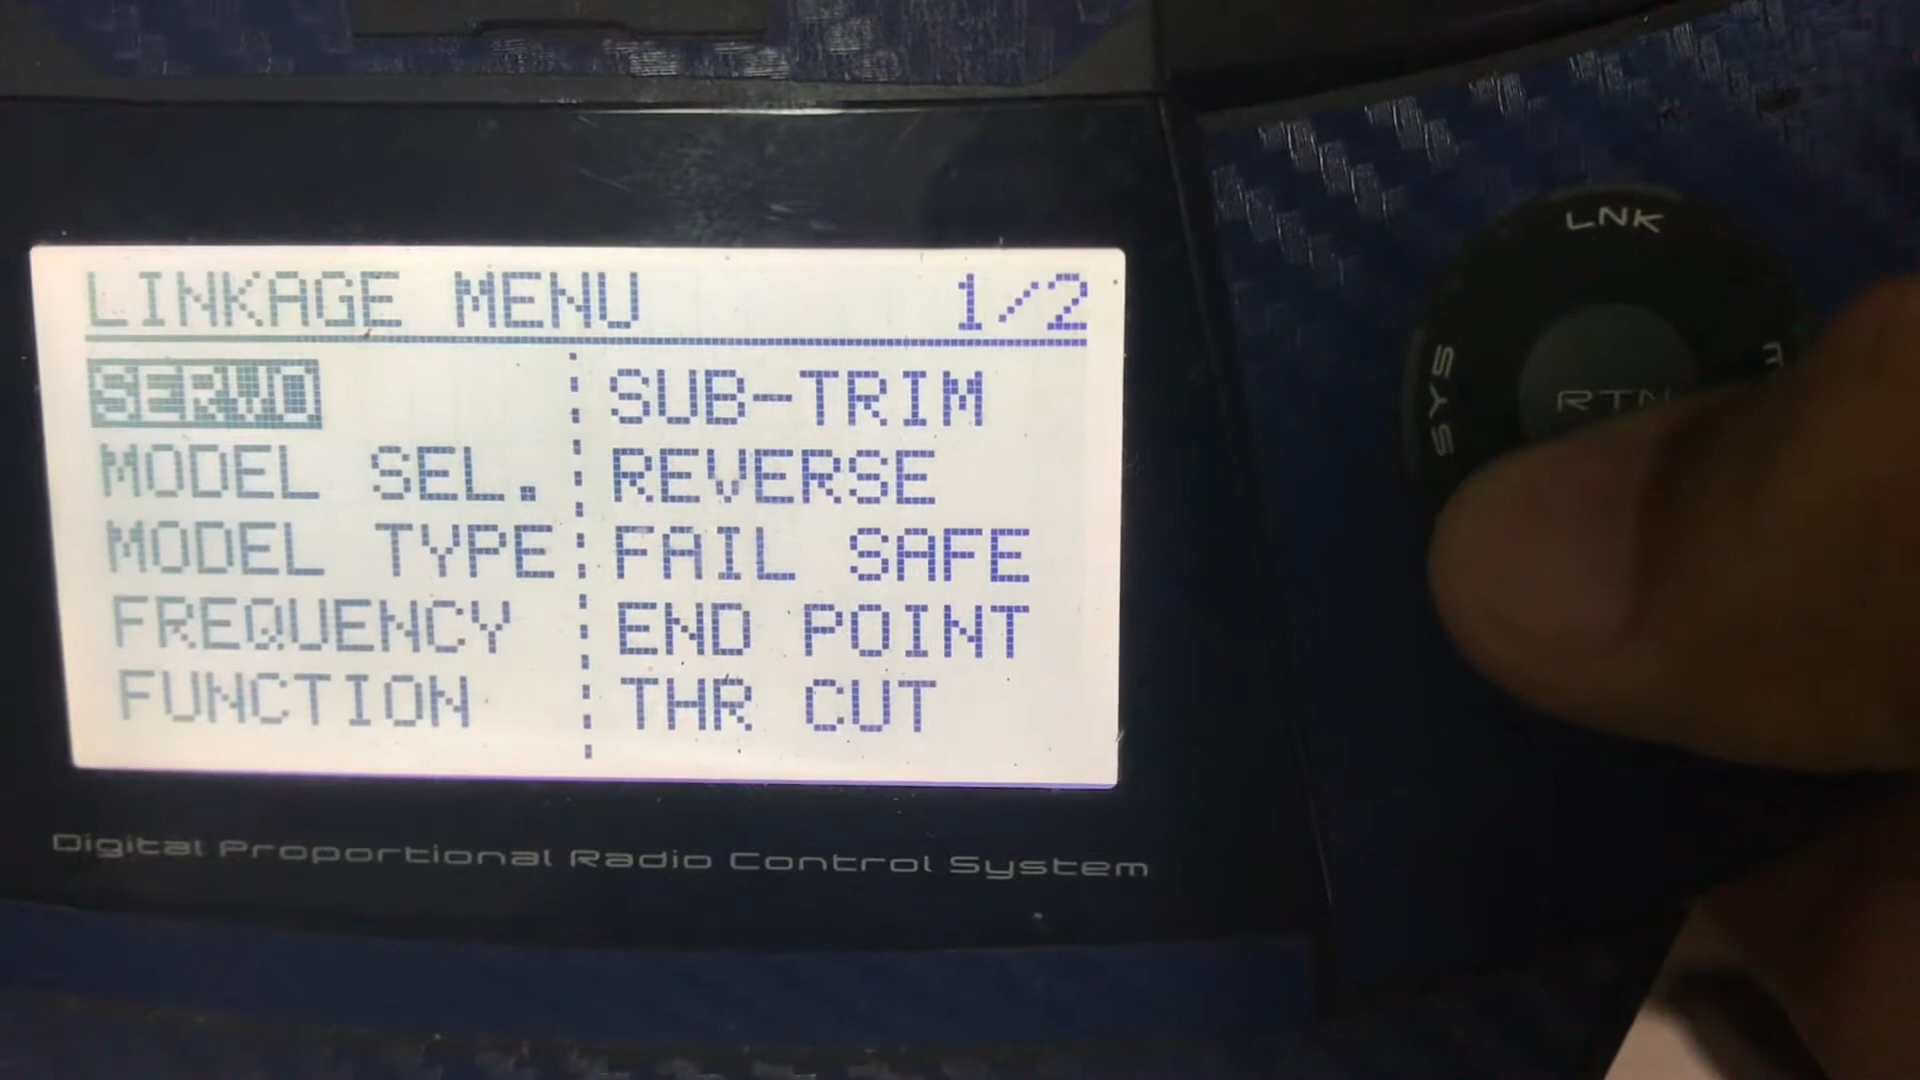 LINKAGE MENU 1/2
SERVO SUB-TRIM
MODEL SEL. REVERSE
MODEL TYPE FAIL SAFE
FREQUENCY END POINT
FUNCTION THR CUT
Digital Proportional Radio Control System
LNK
SYS
RTN